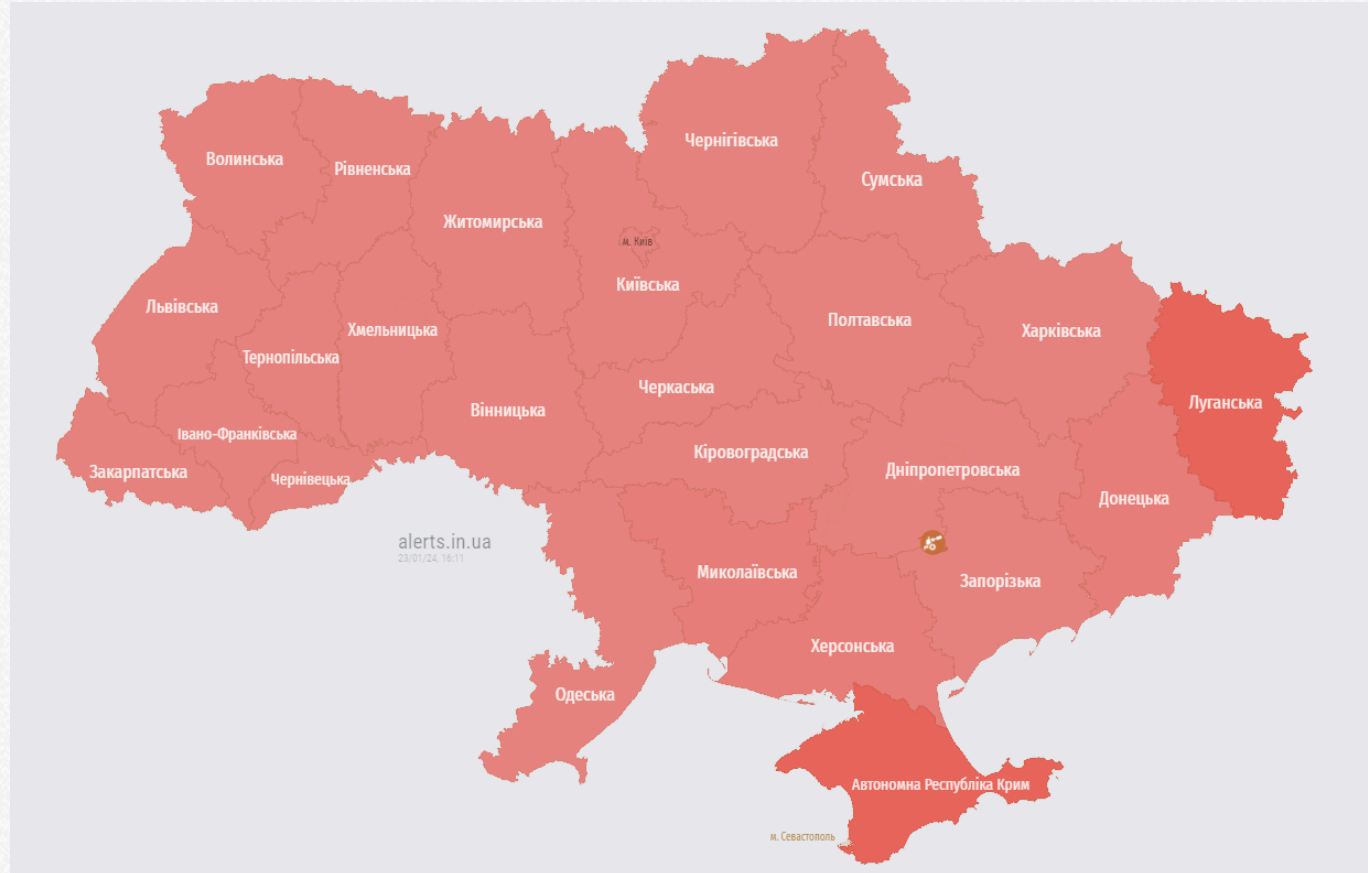 Чернігівська
Волинська
Рівненська
Сумська
Житомирська
м. Київ
Київська
Львівська
Полтавська
Хмельницька
Харківська
Тернопільська
Черкаська
Луганська
Вінницька
Івано-Франківська
Кіровоградська
Закарпатська
Дніпропетровська
Чернівецька
Донецька
alerts.in.ua
23/01/24, 16:11
Миколаївська
Запорізька
Херсонська
Одеська
Автономна Республіка Крим
м. Севастополь